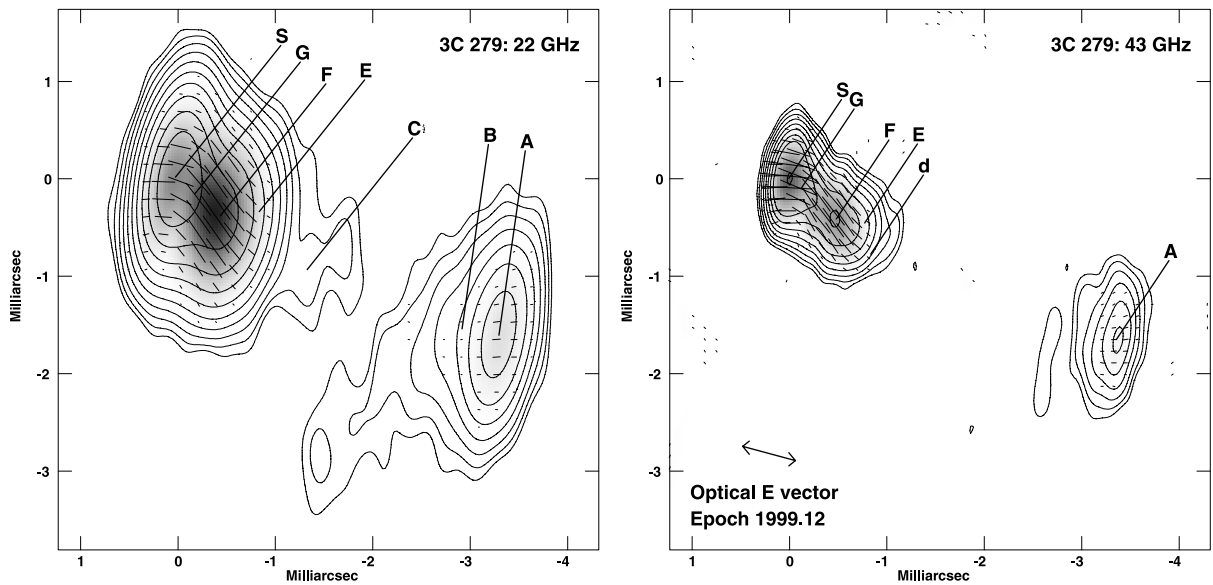 3C 279: 22 GHz
S
G
F
E
C
B
A
1
0
-1
-2
-3
Milliarcsec
1
0
-1
-2
-3
-4
Milliarcsec
3C 279: 43 GHz
S
G
F
E
d
A
1
0
-1
-2
-3
Milliarcsec
Optical E vector
Epoch 1999.12
1
0
-1
-2
-3
-4
Milliarcsec